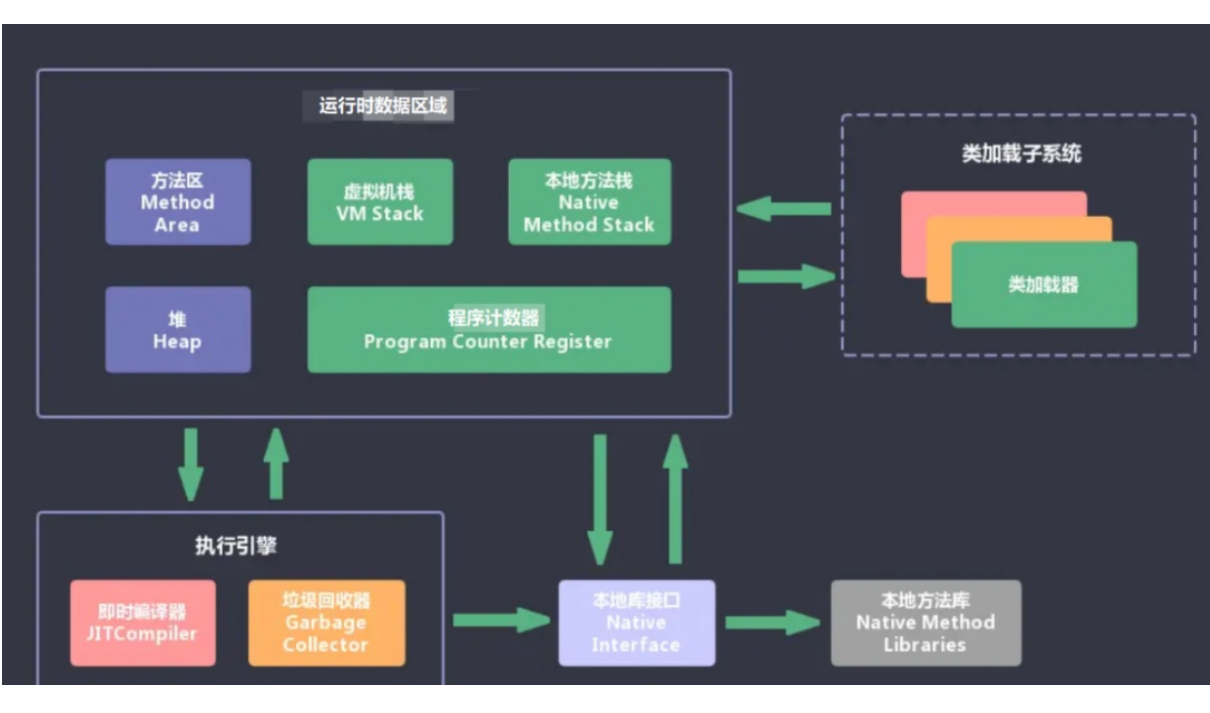 运行时数据区域
方法区
Method
Area
虚拟机栈
VM Stack
本地方法栈
Native
Method Stack
堆
Heap
程序计数器
Program Counter Register
类加载子系统
类加载器
执行引擎
即时编译器
JITCompiler
垃圾回收器
Garbage
Collector
本地库接口
Native
Interface
本地方法库
Native Method
Libraries